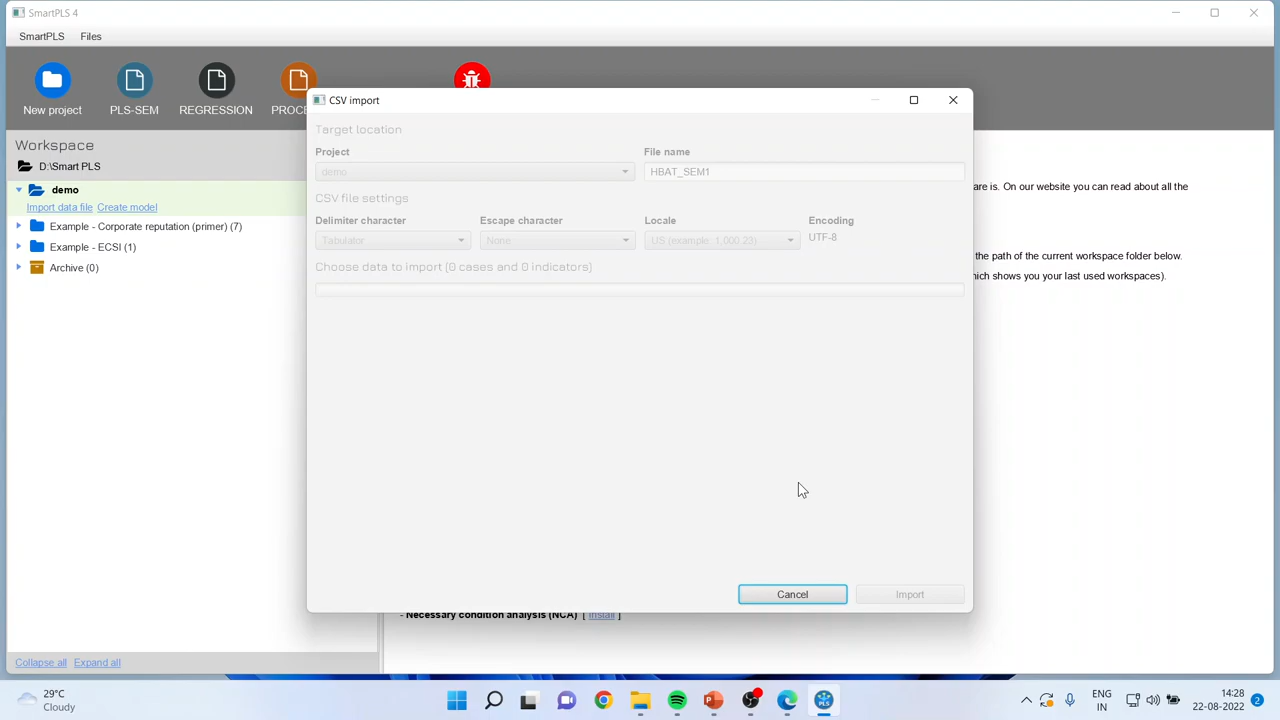 SmartPLS 4
SmartPLS Files
New project PLS-SEM REGRESSION
CSV import
Target location
Project File name
demo HBAT_SEM1
CSV file settings
Delimiter character Escape character Locale Encoding
Tabulator None US (example: 1,000.23) UTF-8
Choose data to import (0 cases and 0 indicators)
Cancel Import
Workspace
D:\Smart PLS
demo
Import data file Create model
Example - Corporate reputation (primer) (7)
Example - ECSI (1)
Archive (0)
are is. On our website you can read about all the
the path of the current workspace folder below.
which shows you your last used workspaces).
- Necessary condition analysis (NCA) [ Install ]
Collapse all Expand all
29°C
Cloudy
ENG
IN
14:28
22-08-2022
2